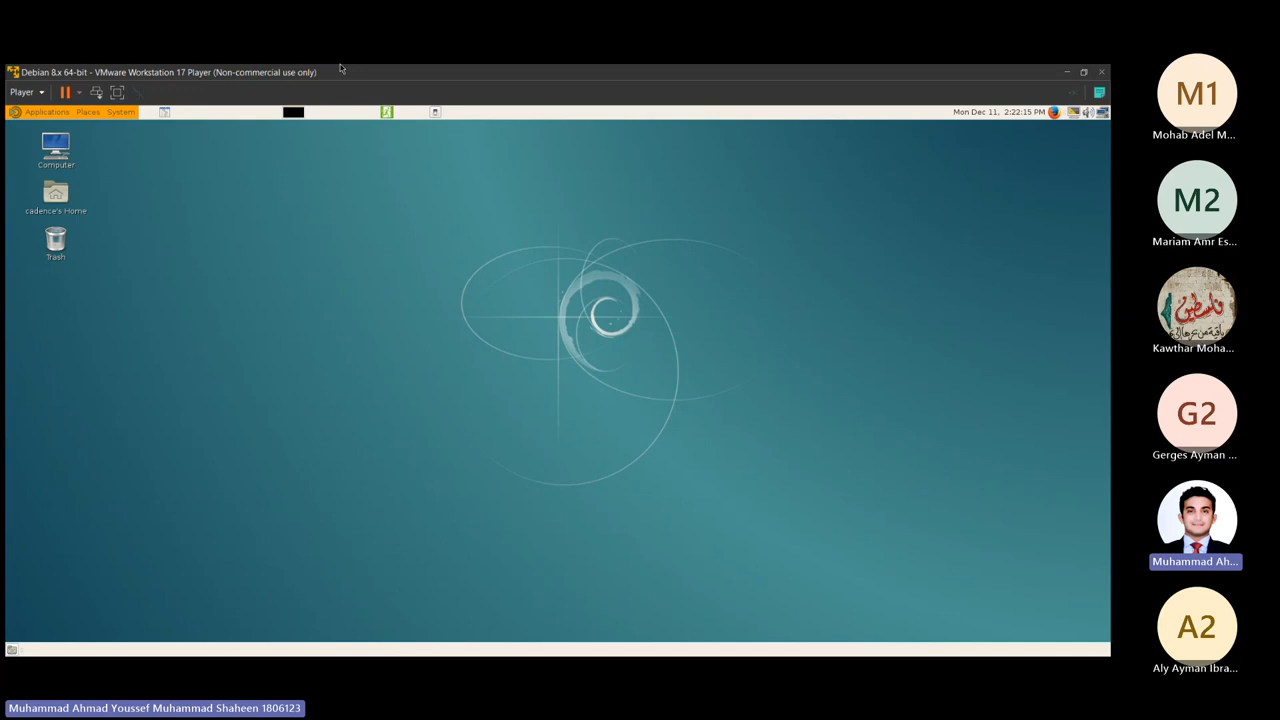 Debian 8.x 64-bit - VMware Workstation 17 Player (Non-commercial use only)
Player
Applications Places System
Mon Dec 11, 2:22:15 PM
Computer
cadence's Home
Trash
M1
Mohab Adel M...
M2
Mariam Amr Es...
فلسطين
Kawthar Moha...
G2
Gerges Ayman ...
Muhammad Ah...
A2
Aly Ayman Ibra...
Muhammad Ahmad Youssef Muhammad Shaheen 1806123